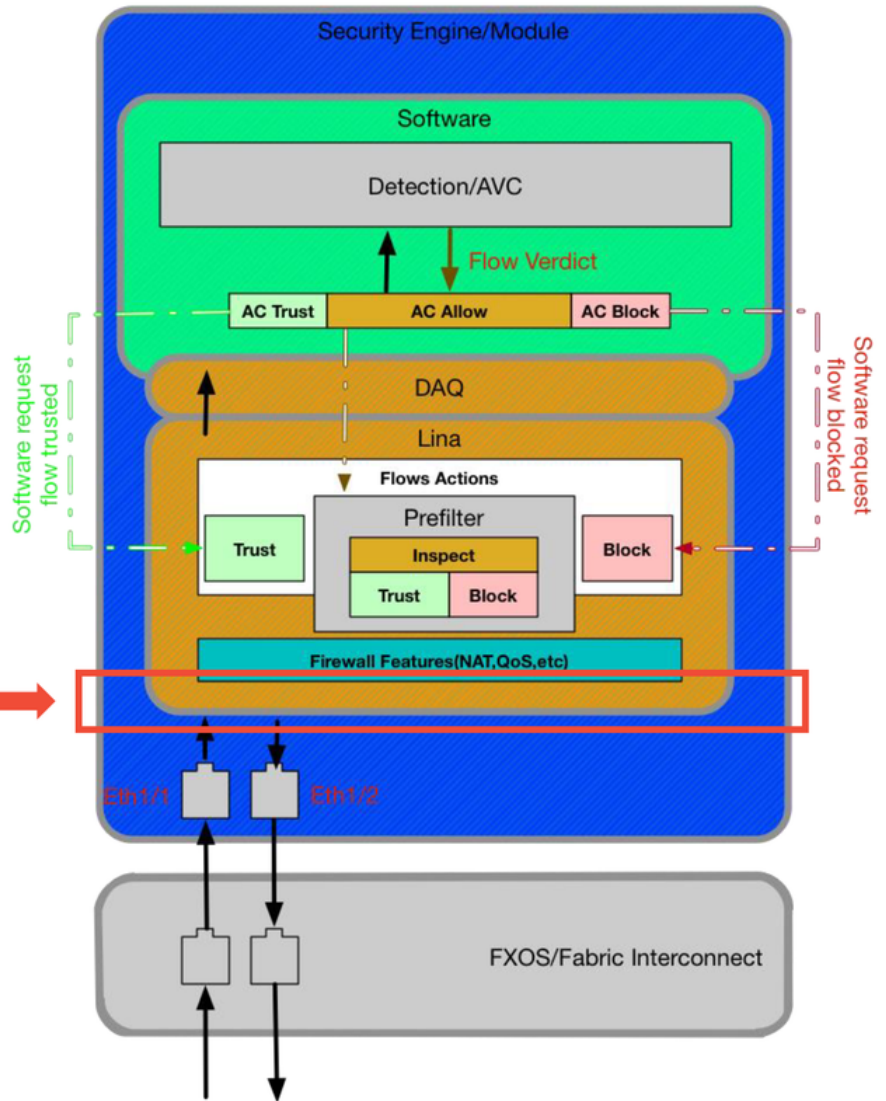 Security Engine/Module
Software
Detection/AVC
Flow Verdict
AC Trust
AC Allow
AC Block
Software request
flow trusted
Software request
flow blocked
DAQ
Lina
Flows Actions
Prefilter
Inspect
Trust
Trust
Block
Block
Firewall Features(NAT,QoS,etc)
Eth1/1
Eth1/2
FXOS/Fabric Interconnect